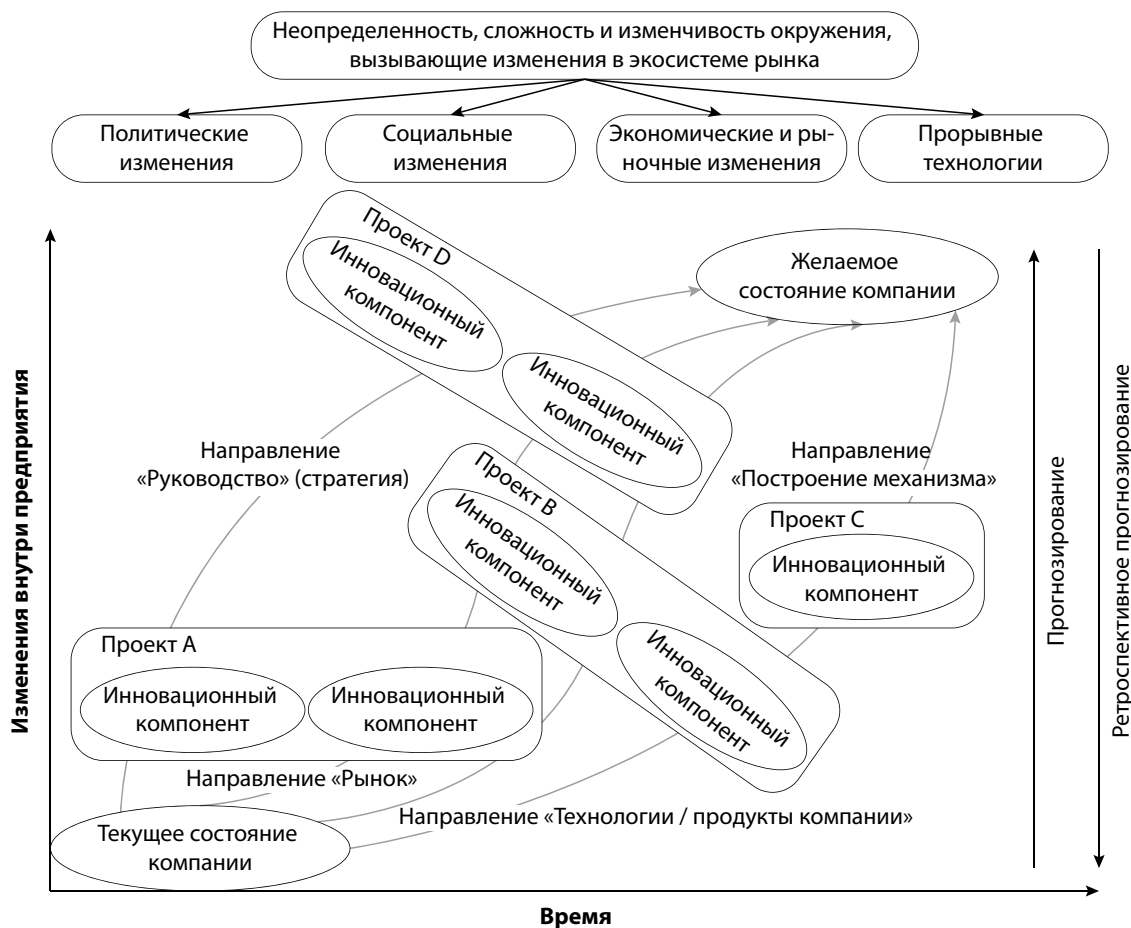 Неопределенность, сложность и изменчивость окружения,
вызывающие изменения в экосистеме рынка
Политические
изменения
Социальные
изменения
Экономические и ры-
ночные изменения
Прорывные
технологии
Проект D
Инновационный
компонент
Инновационный
компонент
Желаемое
состояние компании
Направление
«Руководство» (стратегия)
Проект B
Инновационный
компонент
Инновационный
компонент
Направление
«Построение механизма»
Проект C
Инновационный
компонент
Проект A
Инновационный
компонент
Инновационный
компонент
Направление «Рынок»
Направление «Технологии / продукты компании»
Текущее состояние
компании
Изменения внутри предприятия
Время
Прогнозирование
Ретроспективное прогнозирование